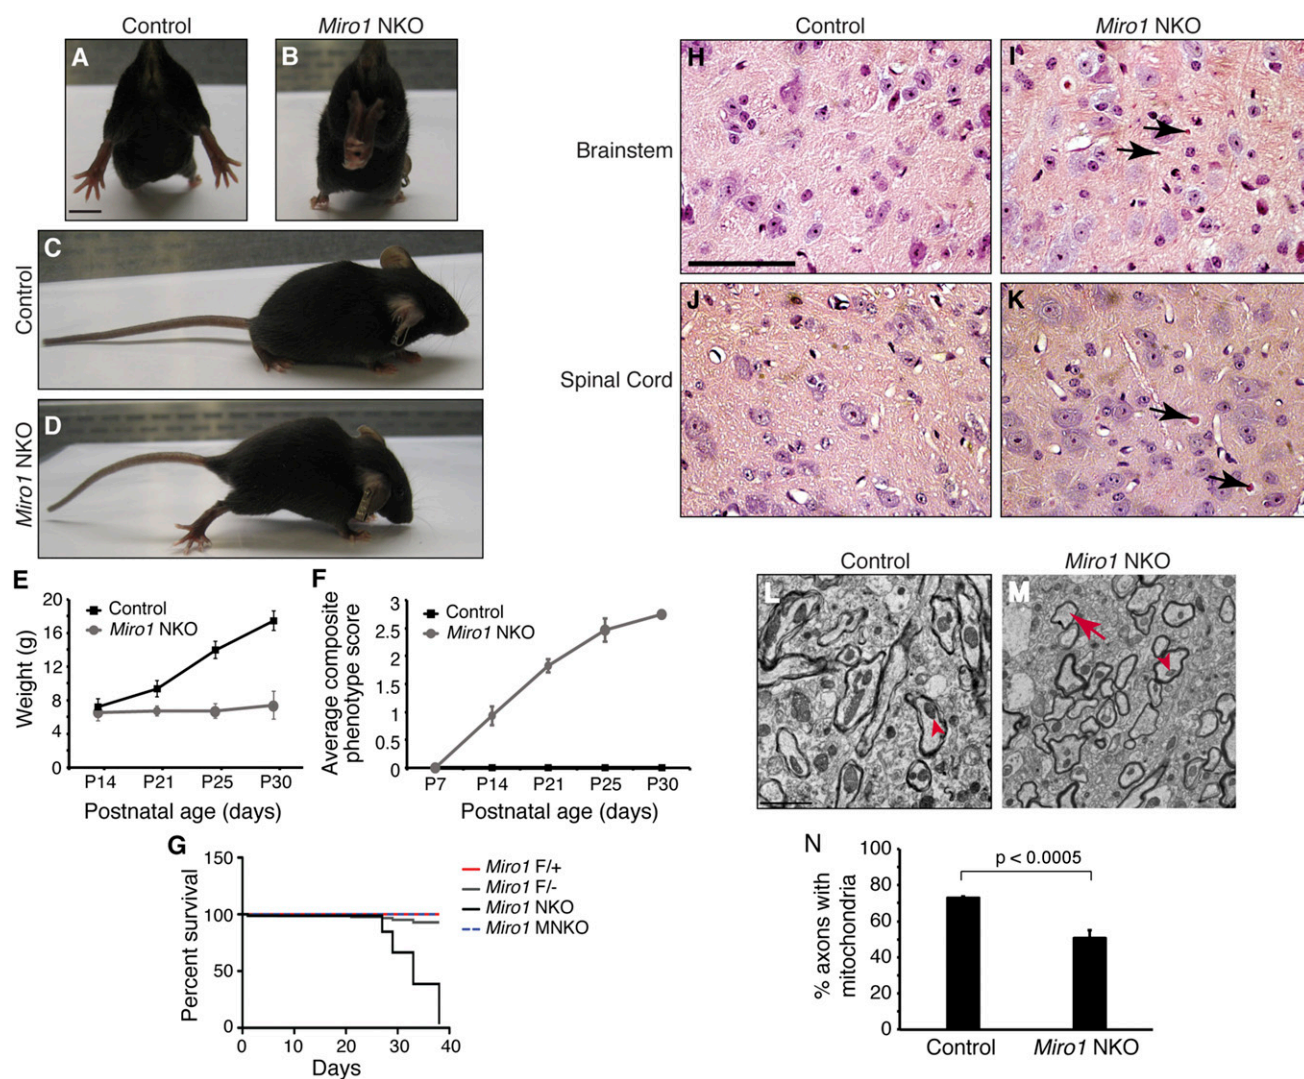 Control
Miro1 NKO
A
B
C
Control
D
Miro1 NKO
Control
Miro1 NKO
H
I
Brainstem
J
K
Spinal Cord
E
20
16
12
8
4
0
Weight (g)
Control
Miro1 NKO
P14 P21 P25 P30
Postnatal age (days)
F
3
2.5
2
1.5
1
0.5
0
Average composite
phenotype score
Control
Miro1 NKO
P7 P14 P21 P25 P30
Postnatal age (days)
G
150
100
50
0
Percent survival
0 10 20 30 40
Days
Miro1 F/+
Miro1 F/-
Miro1 NKO
Miro1 MNKO
Control
Miro1 NKO
L
M
N
100
80
60
40
20
0
% axons with
mitochondria
p < 0.0005
Control
Miro1 NKO